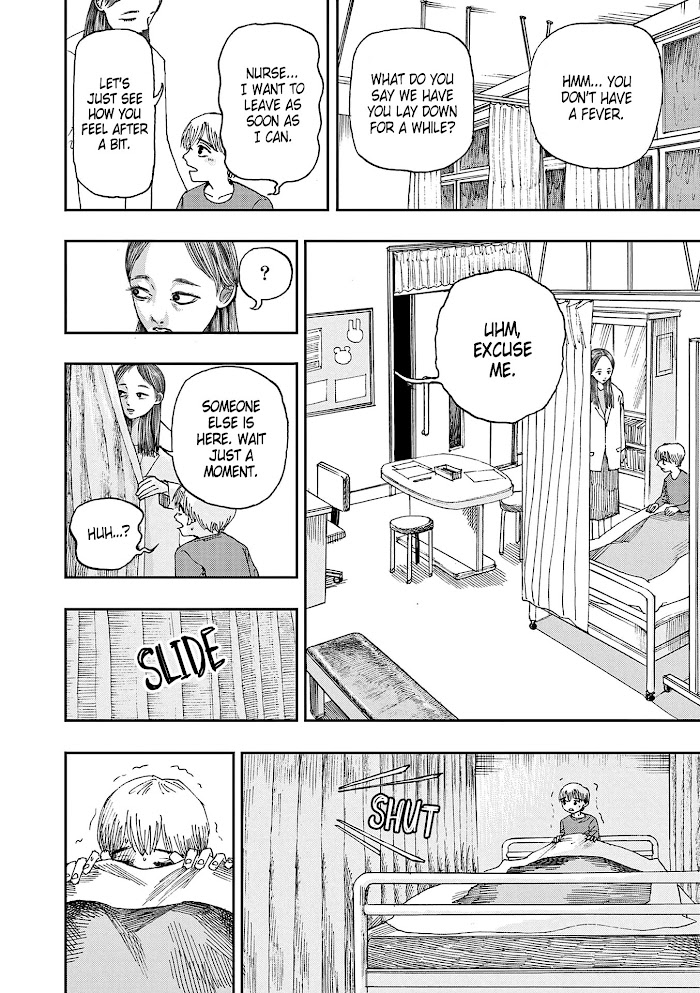 HMM... YOU
DON'T HAVE
A FEVER.
WHAT DO YOU
SAY WE HAVE
YOU LAY DOWN
FOR A WHILE?
NURSE...
I WANT TO
LEAVE AS
SOON AS
I CAN.
LET'S
JUST SEE
HOW YOU
FEEL AFTER
A BIT.
UHM,
EXCUSE
ME.
?
SOMEONE
ELSE IS
HERE. WAIT
JUST A
MOMENT.
HUH...?
SLIDE
SHUT